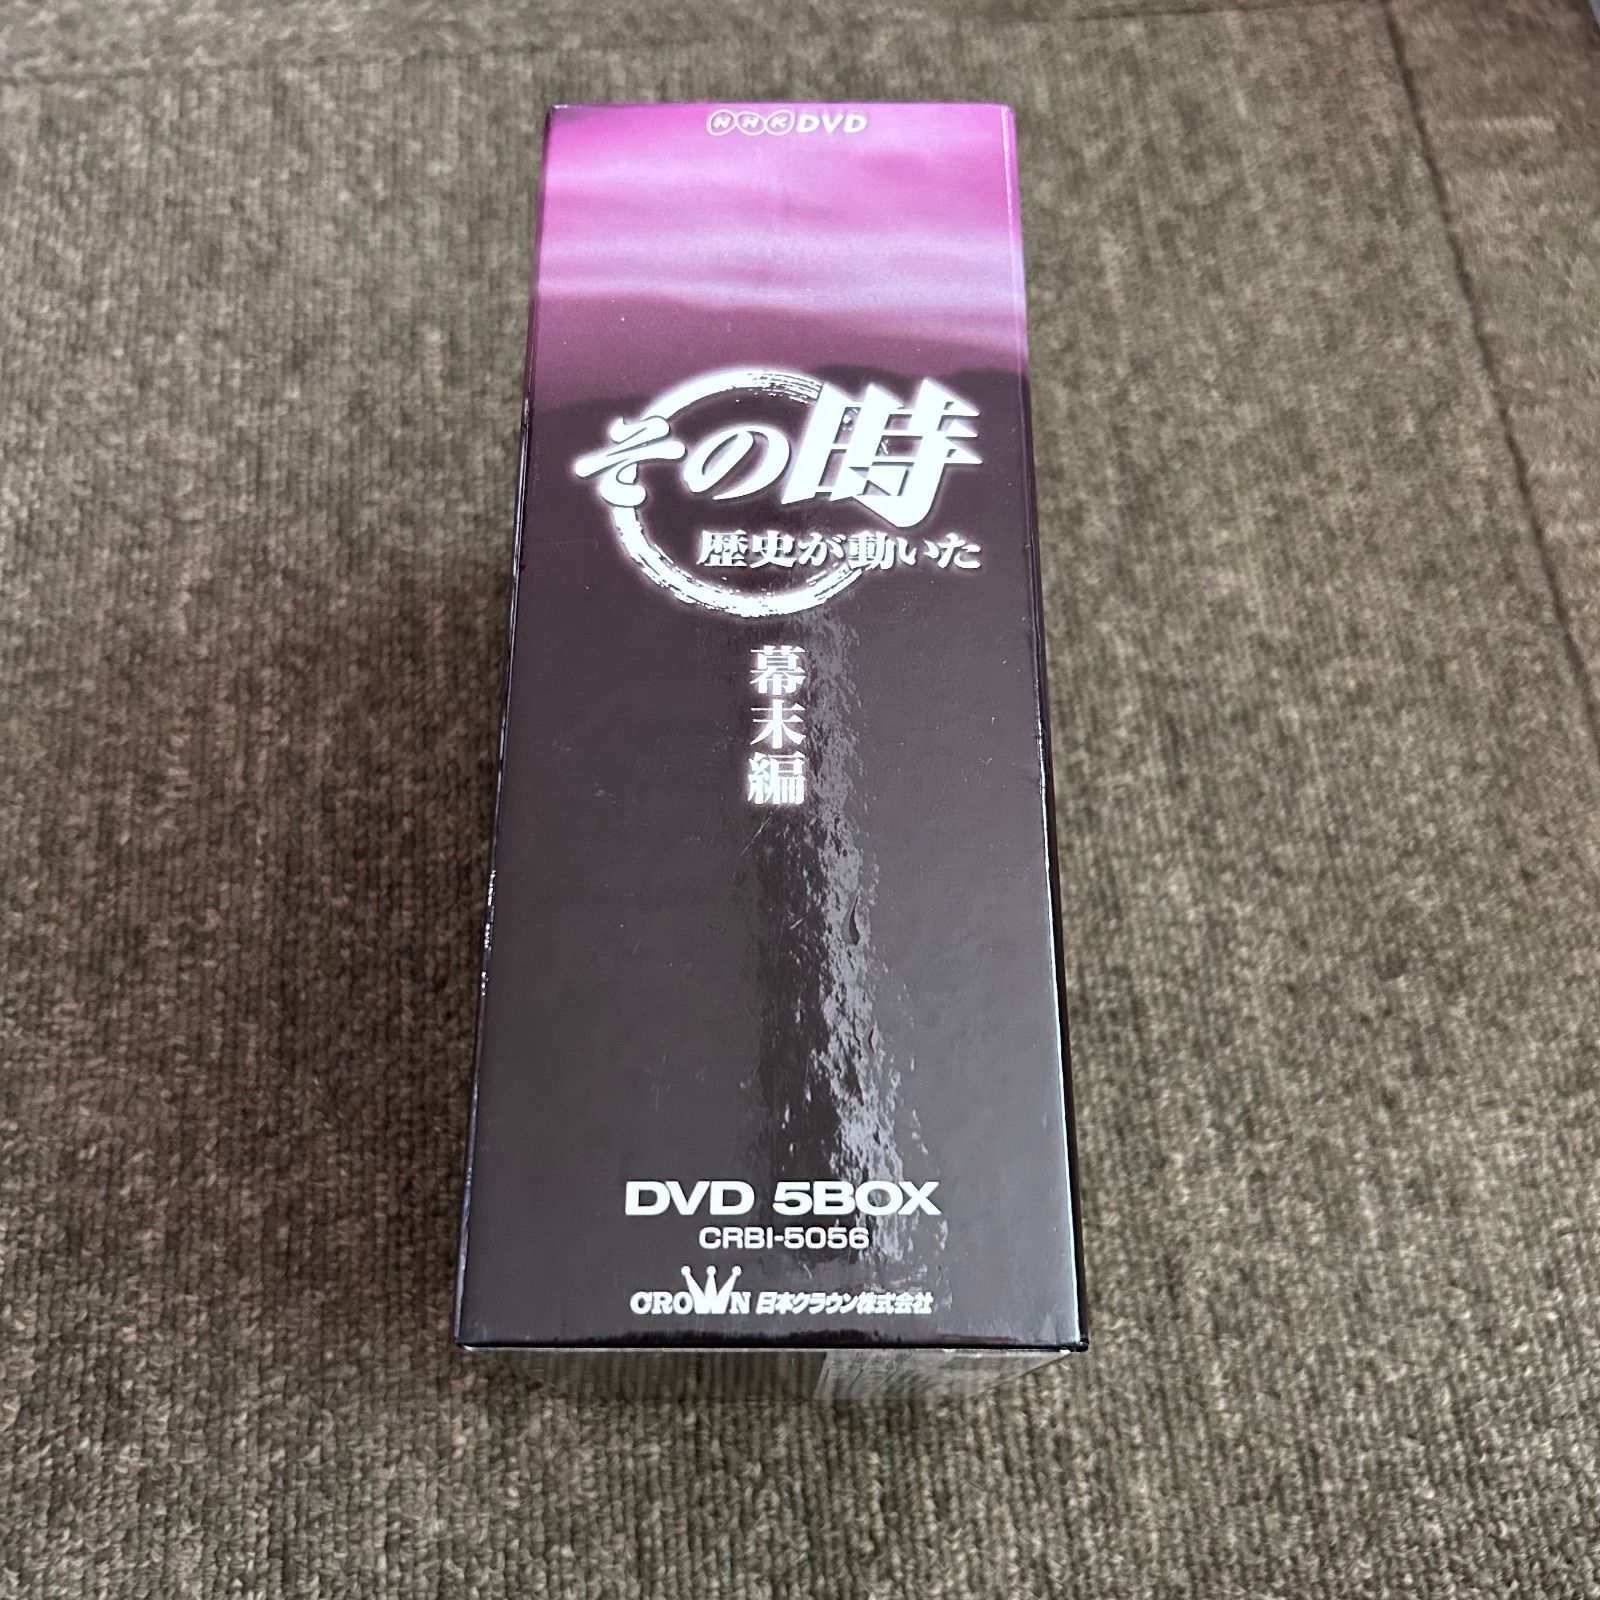 NHK DVD
その時
歴史が動いた
幕末編
DVD 5BOX
CRBI-5056
CROWN 日本クラウン株式会社